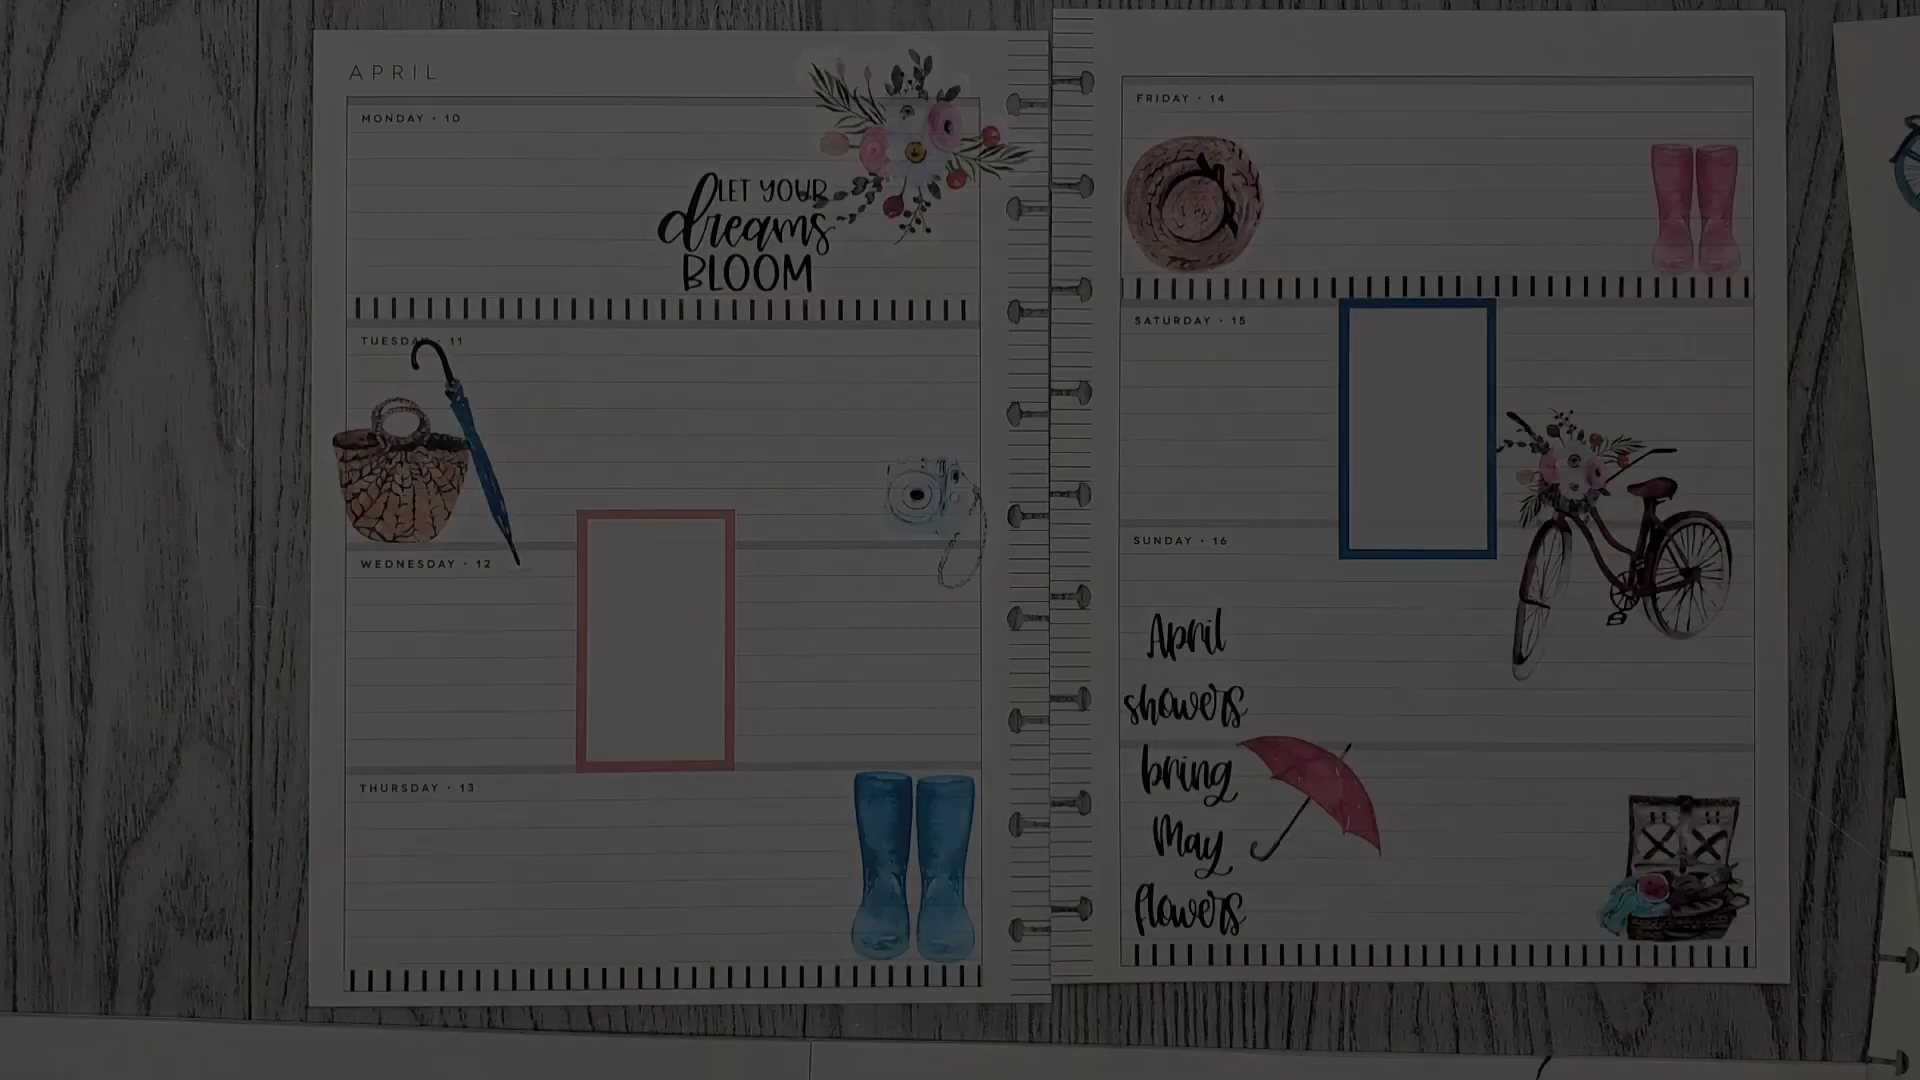 APRIL
MONDAY • 10
LET YOUR
dreams
BLOOM
TUESDAY • 11
WEDNESDAY • 12
THURSDAY • 13
FRIDAY • 14
SATURDAY • 15
SUNDAY • 16
April
showers
bring
May
flowers